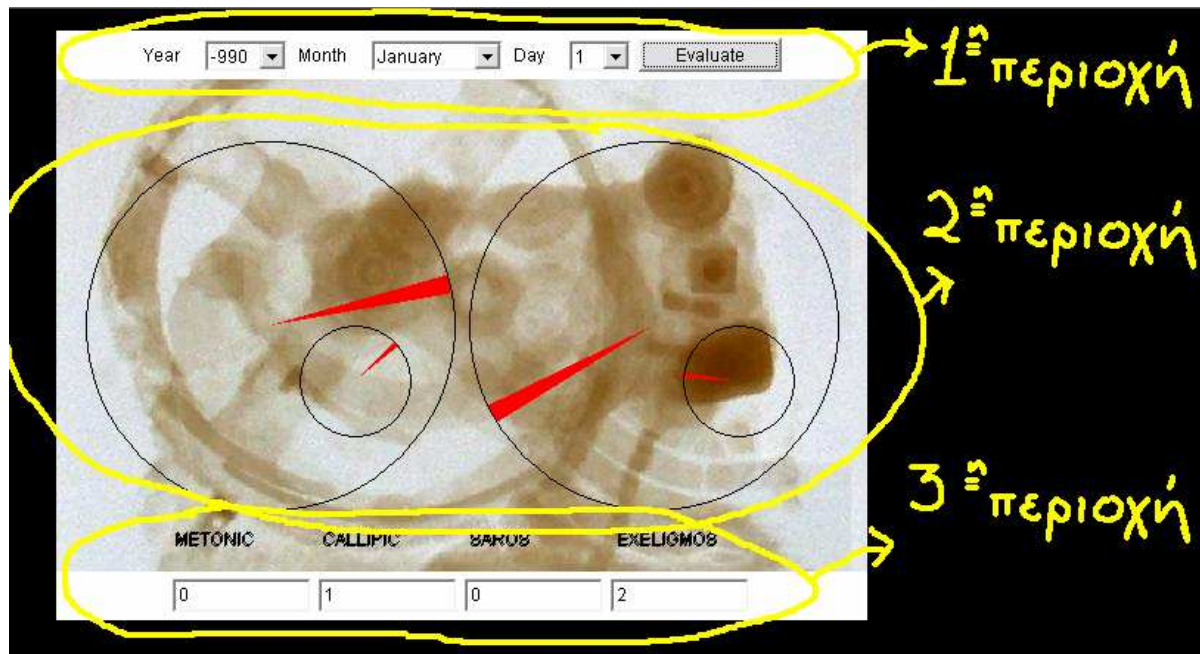 Year -990 Month January Day 1 Evaluate
1η περιοχή
2η περιοχή
3η περιοχή
METONIC CALLIPIC SAROS EXELIGMOS
0 1 0 2